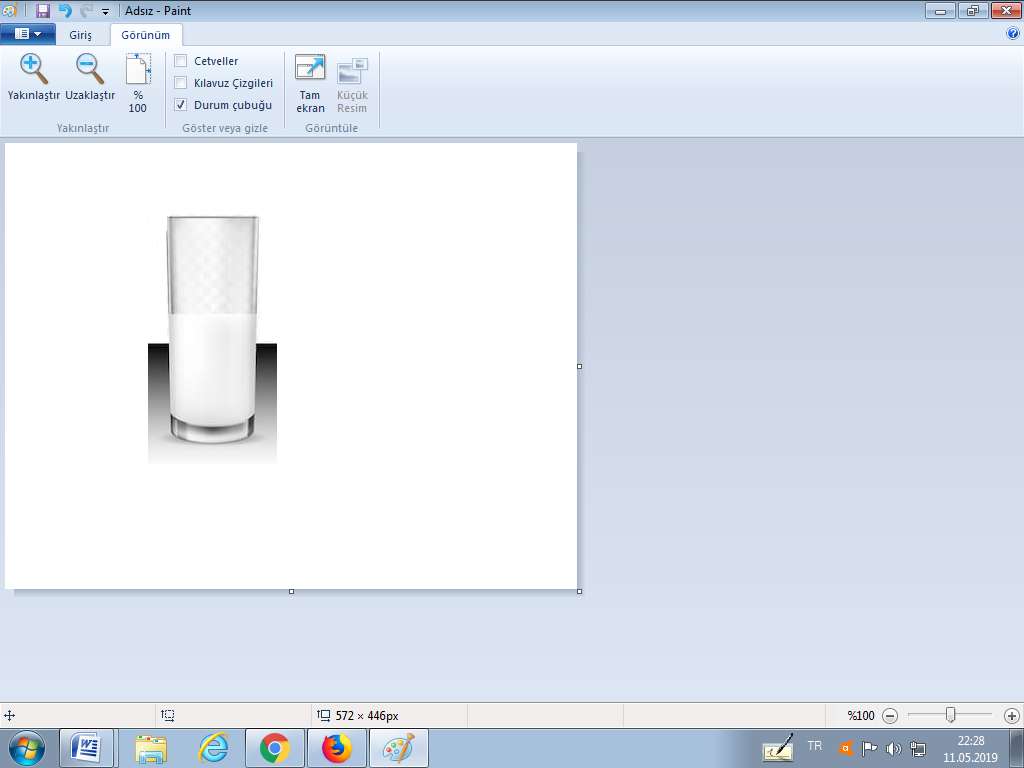 Adsız - Paint
Giriş
Görünüm
Yakınlaştır
Uzaklaştır
%
100
Cetveller
Kılavuz Çizgileri
Durum çubuğu
Tam
ekran
Küçük
Resim
Yakınlaştır
Göster veya gizle
Görüntüle
572 × 446px
%100
TR
22:28
11.05.2019